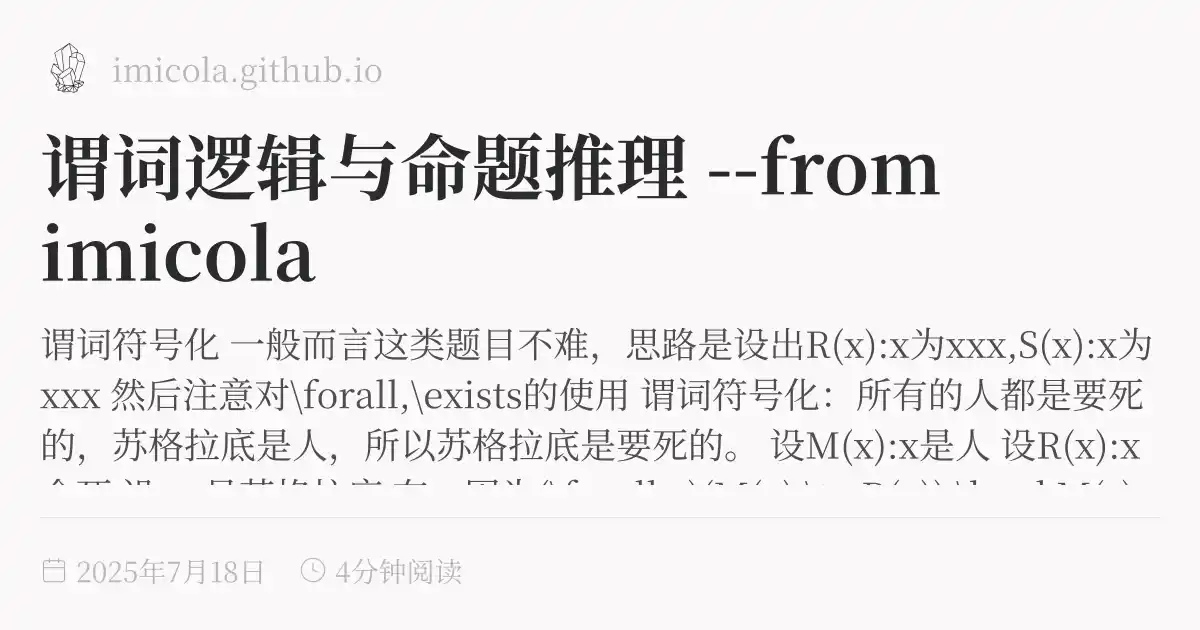 imicola.github.io
谓词逻辑与命题推理 --from
imicola
谓词符号化 一般而言这类题目不难，思路是设出R(x):x为xxx,S(x):x为
xxx 然后注意对\forall,\exists的使用 谓词符号化：所有的人都是要死
的，苏格拉底是人，所以苏格拉底是要死的。 设M(x):x是人 设R(x):x
2025年7月18日 4分钟阅读